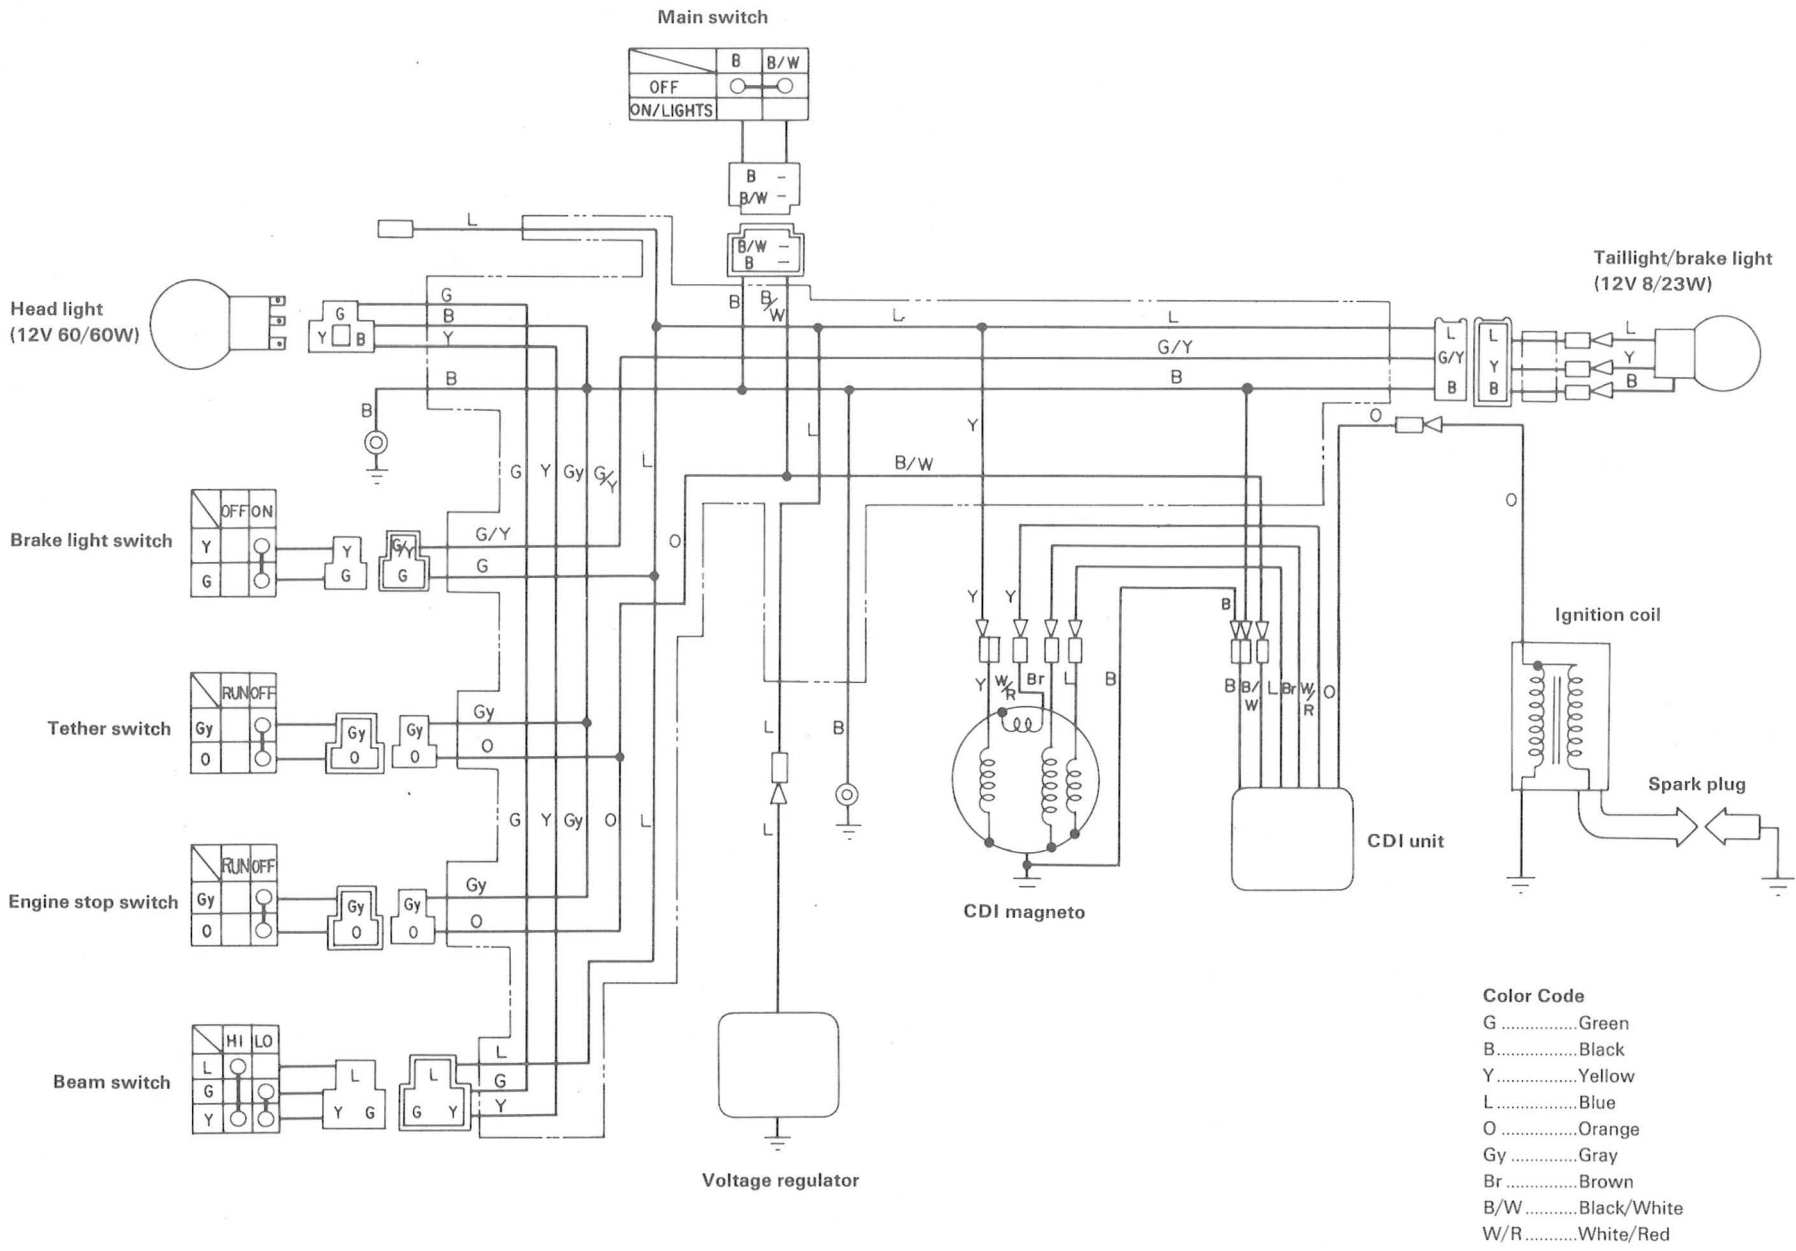 Main switch
B B/W
OFF
ON/LIGHTS
B –
B/W –
B/W –
B –
L
Head light
(12V 60/60W)
G
Y B
G
B
Y
B
B
B
B/W
L
L
G/Y
B
L
G/Y
B
L
Y
B
L
Y
B
Taillight/brake light
(12V 8/23W)
O
O
Y
L
B/W
G Y Gy G/Y L
Brake light switch
OFF ON
Y
G
Y
G
G/Y
G
G/Y
G
O
Y Y
B
Y W/R Br L
B
B B/W L Br W/R O
Ignition coil
Tether switch
RUN OFF
Gy
O
Gy
O
Gy
O
Gy
O
L
B
L
G Y Gy O L
Spark plug
CDI unit
CDI magneto
Engine stop switch
RUN OFF
Gy
O
Gy
O
Gy
O
Gy
O
Beam switch
HI LO
L
G
Y
L
Y G
L
G Y
L
G
Y
Voltage regulator
Color Code
G ................Green
B.................Black
Y ................Yellow
L.................Blue
O ................Orange
Gy ..............Gray
Br ...............Brown
B/W ...........Black/White
W/R ...........White/Red